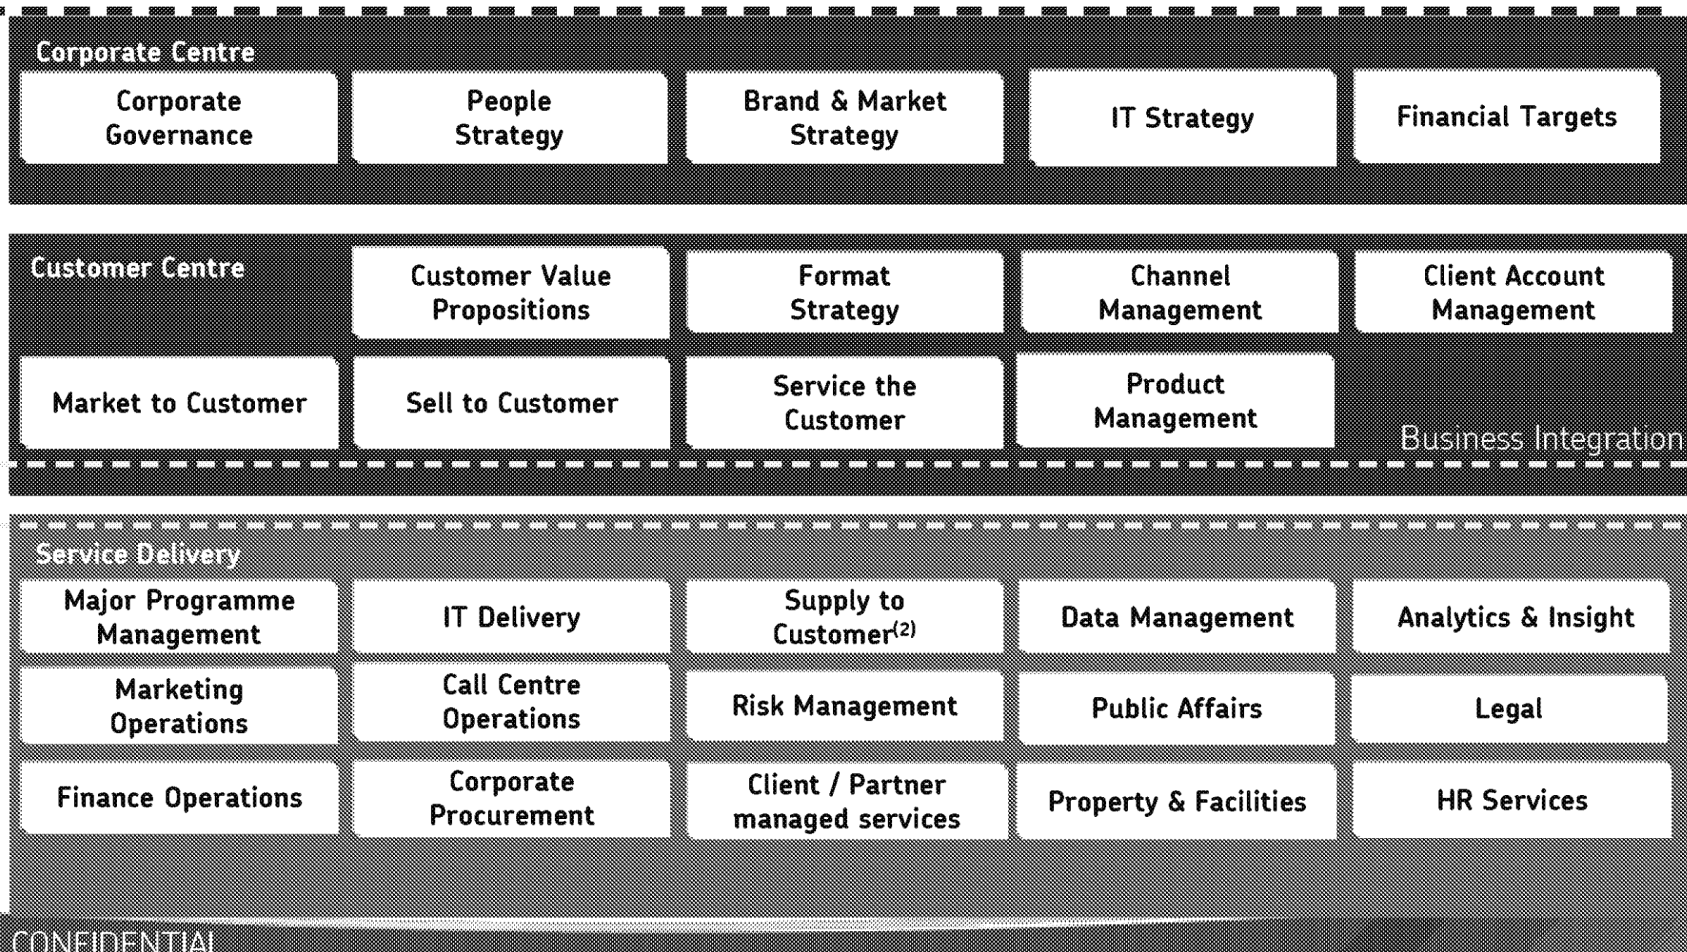 Corporate Centre
Corporate
Governance
People
Strategy
Brand & Market
Strategy
IT Strategy
Financial Targets
Customer Centre
Customer Value
Propositions
Format
Strategy
Channel
Management
Client Account
Management
Market to Customer
Sell to Customer
Service the
Customer
Product
Management
Business Integration
Service Delivery
Major Programme
Management
IT Delivery
Supply to
Customer(2)
Data Management
Analytics & Insight
Marketing
Operations
Call Centre
Operations
Risk Management
Public Affairs
Legal
Finance Operations
Corporate
Procurement
Client / Partner
managed services
Property & Facilities
HR Services
CONFIDENTIAL